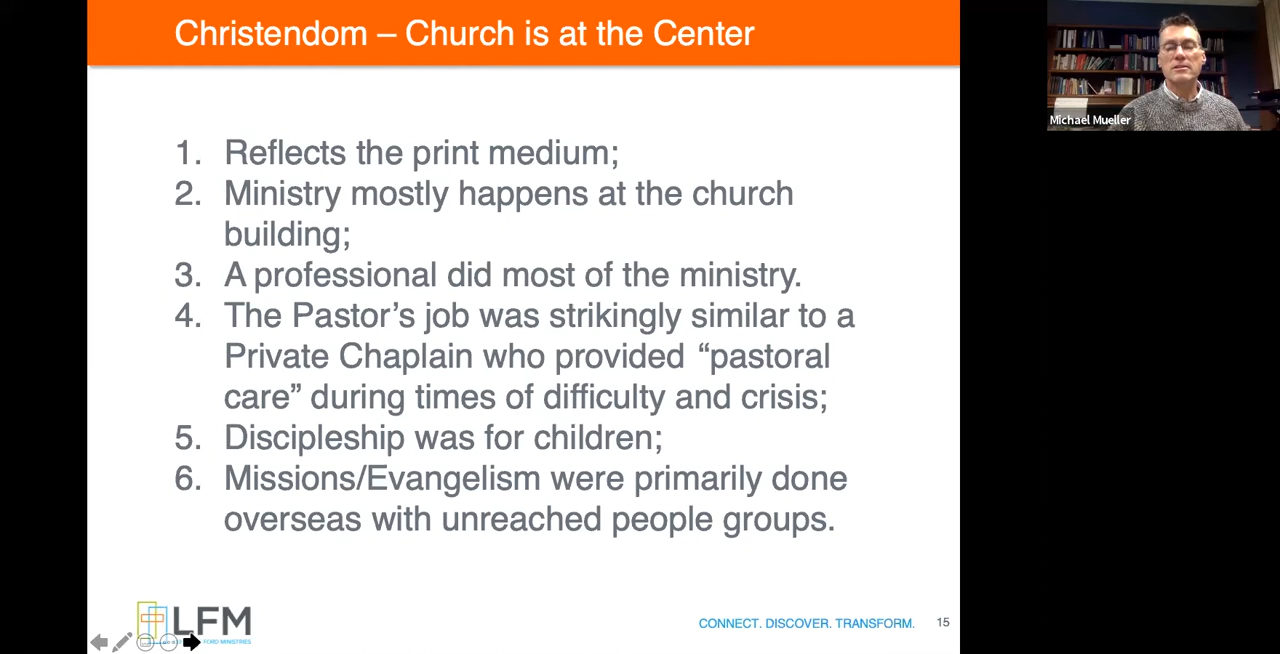 Christendom – Church is at the Center
Michael Mueller
1. Reflects the print medium;
2. Ministry mostly happens at the church
building;
3. A professional did most of the ministry.
4. The Pastor’s job was strikingly similar to a
Private Chaplain who provided “pastoral
care” during times of difficulty and crisis;
5. Discipleship was for children;
6. Missions/Evangelism were primarily done
overseas with unreached people groups.
LFM
FORD MINISTRIES
CONNECT. DISCOVER. TRANSFORM.
15